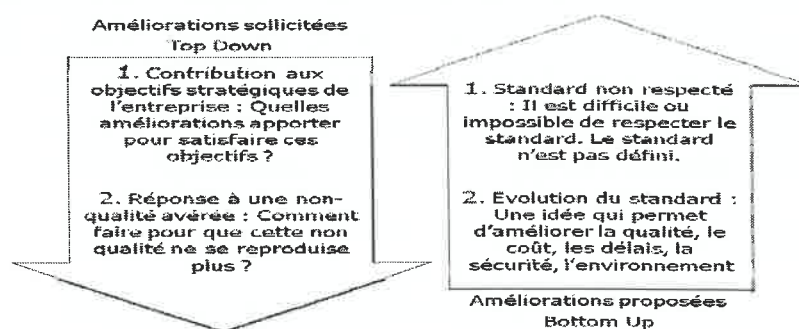 Améliorations sollicitées
Top Down
1. Contribution aux
objectifs stratégiques de
l'entreprise : Quelles
améliorations apporter
pour satisfaire ces
objectifs ?
2. Réponse à une non-
qualité avérée : Comment
faire pour que cette non
qualité ne se reproduise
plus ?
1. Standard non respecté
: Il est difficile ou
impossible de respecter le
standard. Le standard
n'est pas défini.
2. Evolution du standard :
Une idée qui permet
d'améliorer la qualité, le
coût, les délais, la
sécurité, l'environnement
Améliorations proposées
Bottom Up